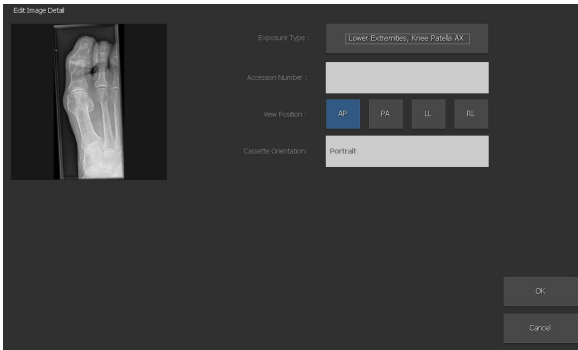 Edit Image Detail
Exposure Type :
Lower Extremities, Knee Patella AX
Accession Number :
View Position :
AP
PA
LL
RL
Cassette Orientation:
Portrait
OK
Cancel